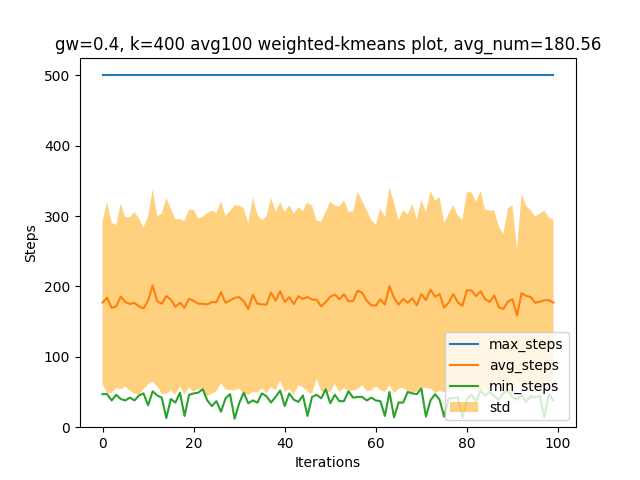 gw=0.4, k=400 avg100 weighted-kmeans plot, avg_num=180.56
500
400
300
200
100
0
Steps
max_steps
avg_steps
min_steps
std
0
20
40
60
80
100
Iterations